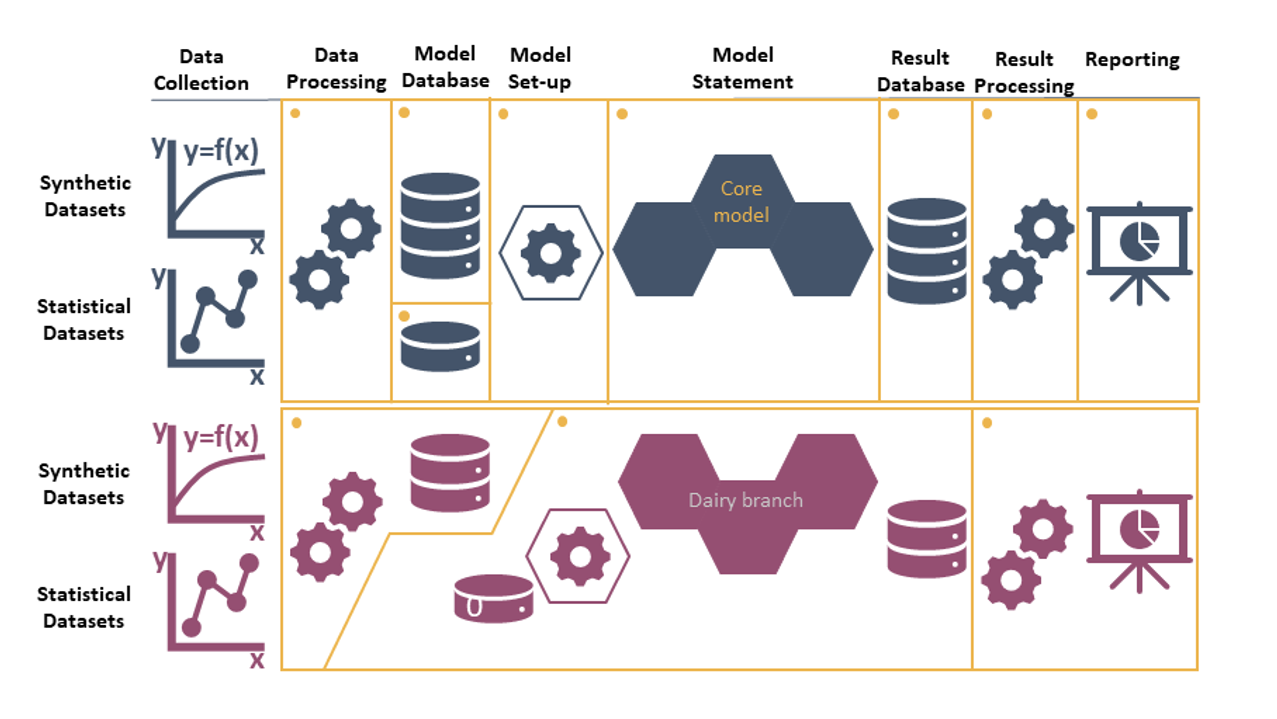 Data
Collection
Data
Processing
Model
Database
Model
Set-up
Model
Statement
Result
Database
Result
Processing
Reporting
Synthetic
Datasets
y
y=f(x)
x
Core
model
Statistical
Datasets
y
x
Synthetic
Datasets
y
y=f(x)
x
Dairy branch
Statistical
Datasets
y
x
0